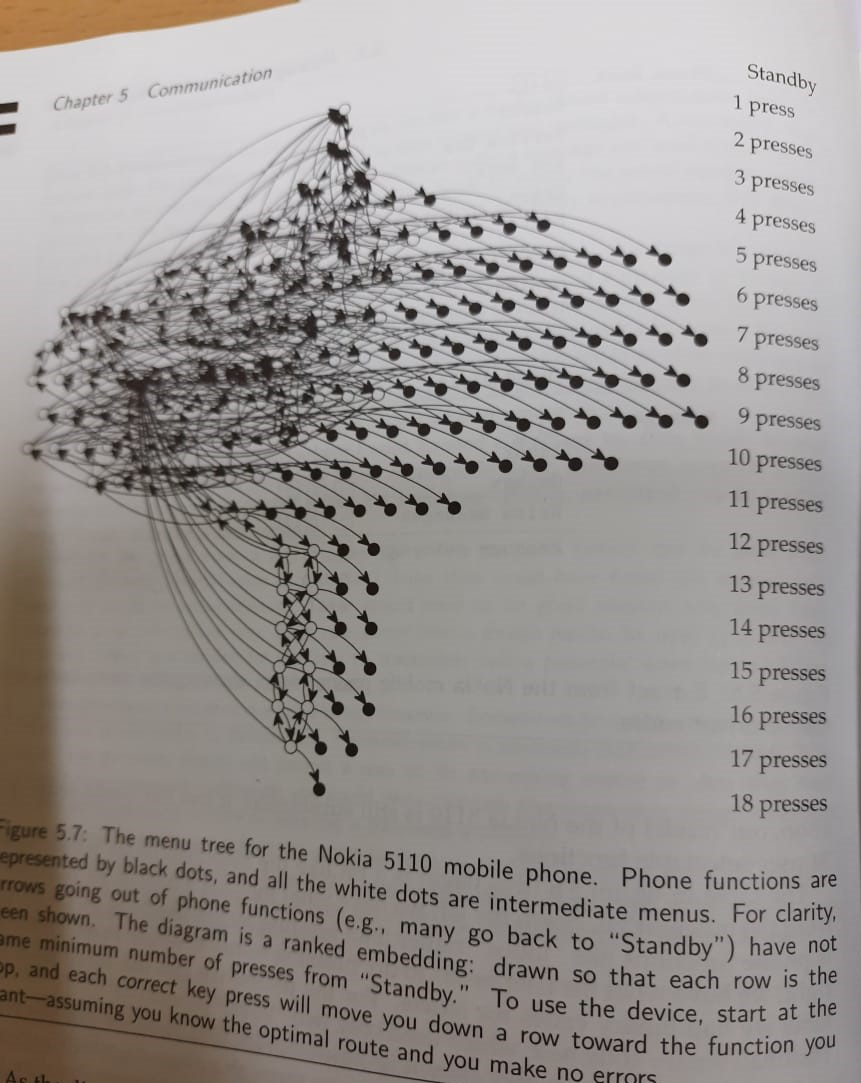 Chapter 5 Communication
Standby
1 press
2 presses
3 presses
4 presses
5 presses
6 presses
7 presses
8 presses
9 presses
10 presses
11 presses
12 presses
13 presses
14 presses
15 presses
16 presses
17 presses
18 presses
Figure 5.7: The menu tree for the Nokia 5110 mobile phone. Phone functions are
epresented by black dots, and all the white dots are intermediate menus. For clarity,
rrows going out of phone functions (e.g., many go back to “Standby”) have not
een shown. The diagram is a ranked embedding: drawn so that each row is the
ame minimum number of presses from “Standby.” To use the device, start at the
op, and each correct key press will move you down a row toward the function you
ant—assuming you know the optimal route and you make no errors.
As the